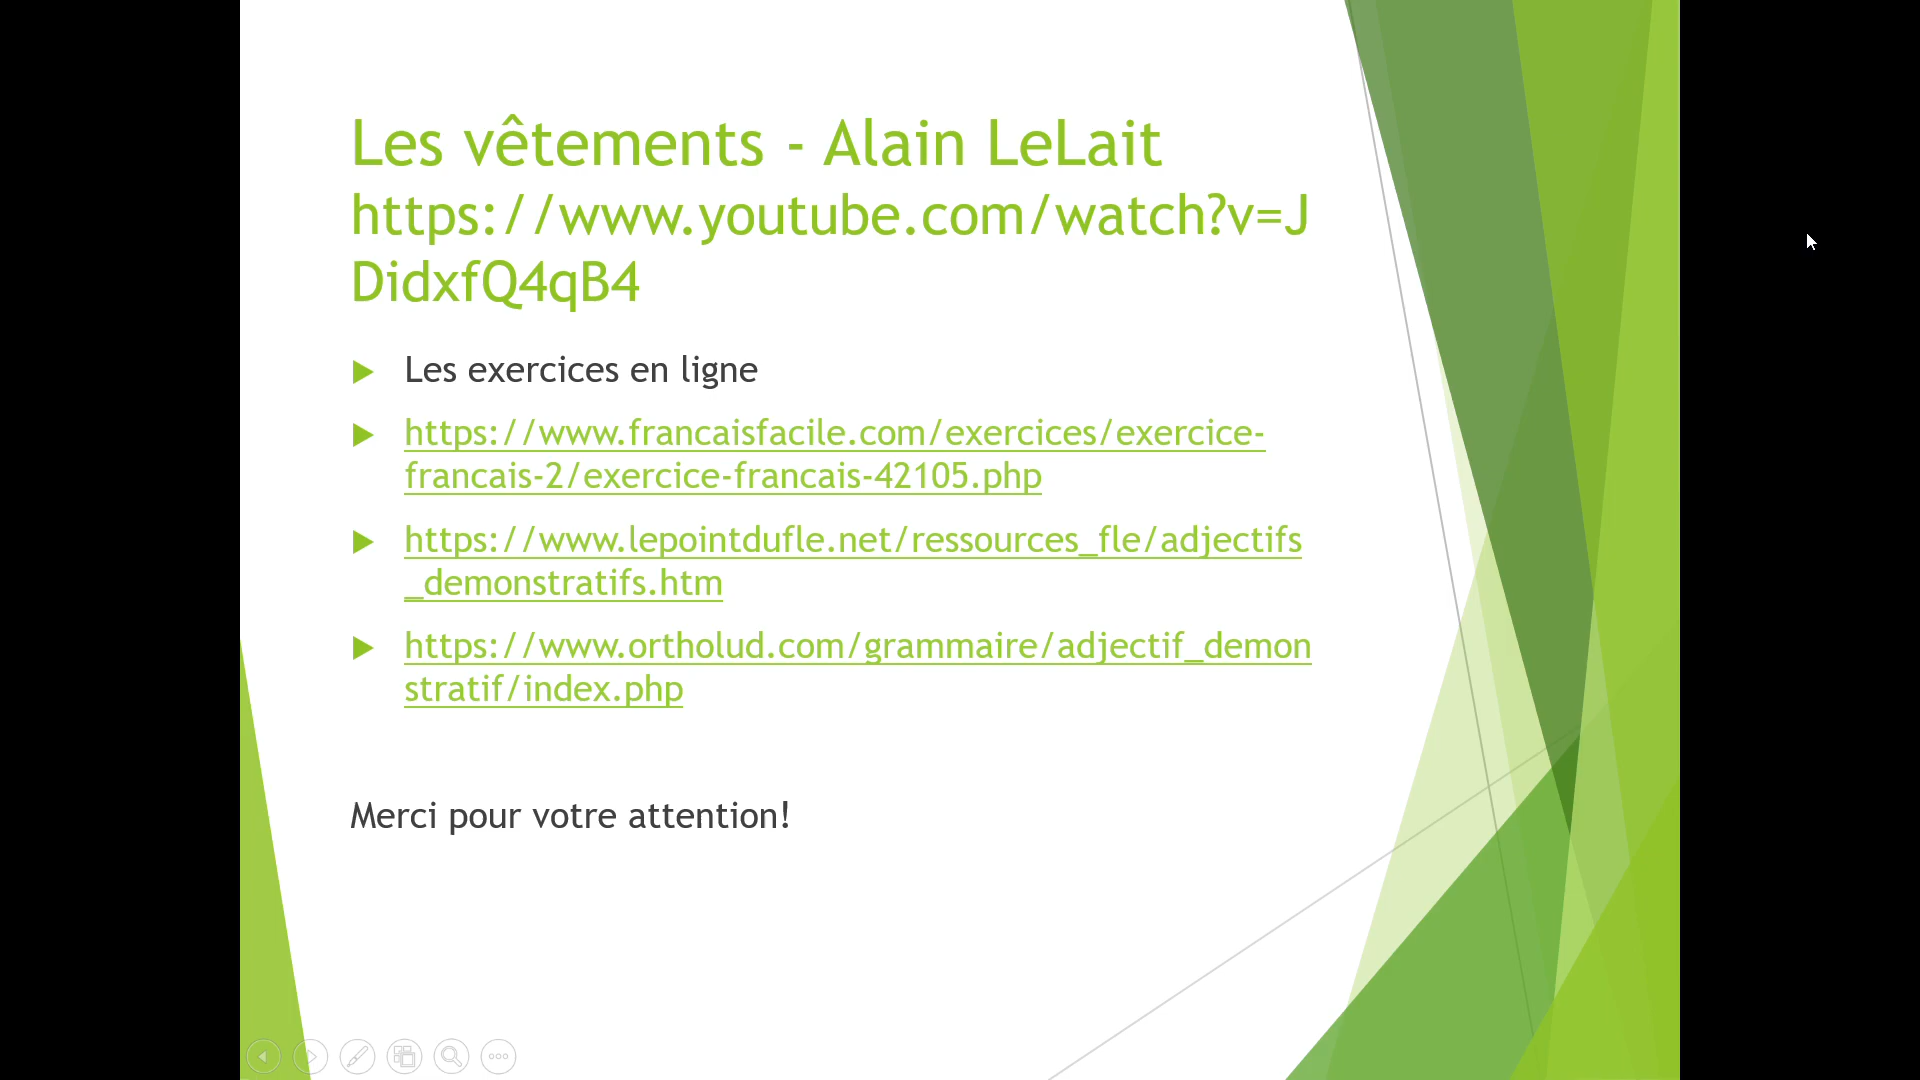 Les vêtements - Alain LeLait
https://www.youtube.com/watch?v=J
DidxfQ4qB4
Les exercices en ligne
https://www.francaisfacile.com/exercices/exercice-
francais-2/exercice-francais-42105.php
https://www.lepointdufle.net/ressources_fle/adjectifs
_demonstratifs.htm
https://www.ortholud.com/grammaire/adjectif_demon
stratif/index.php
Merci pour votre attention!